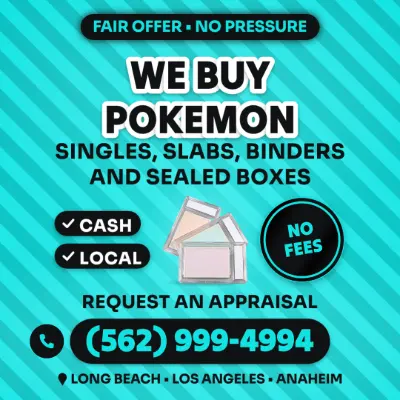 FAIR OFFER • NO PRESSURE
WE BUY
POKEMON
SINGLES, SLABS, BINDERS
AND SEALED BOXES
CASH
LOCAL
NO
FEES
REQUEST AN APPRAISAL
(562) 999-4994
LONG BEACH • LOS ANGELES • ANAHEIM